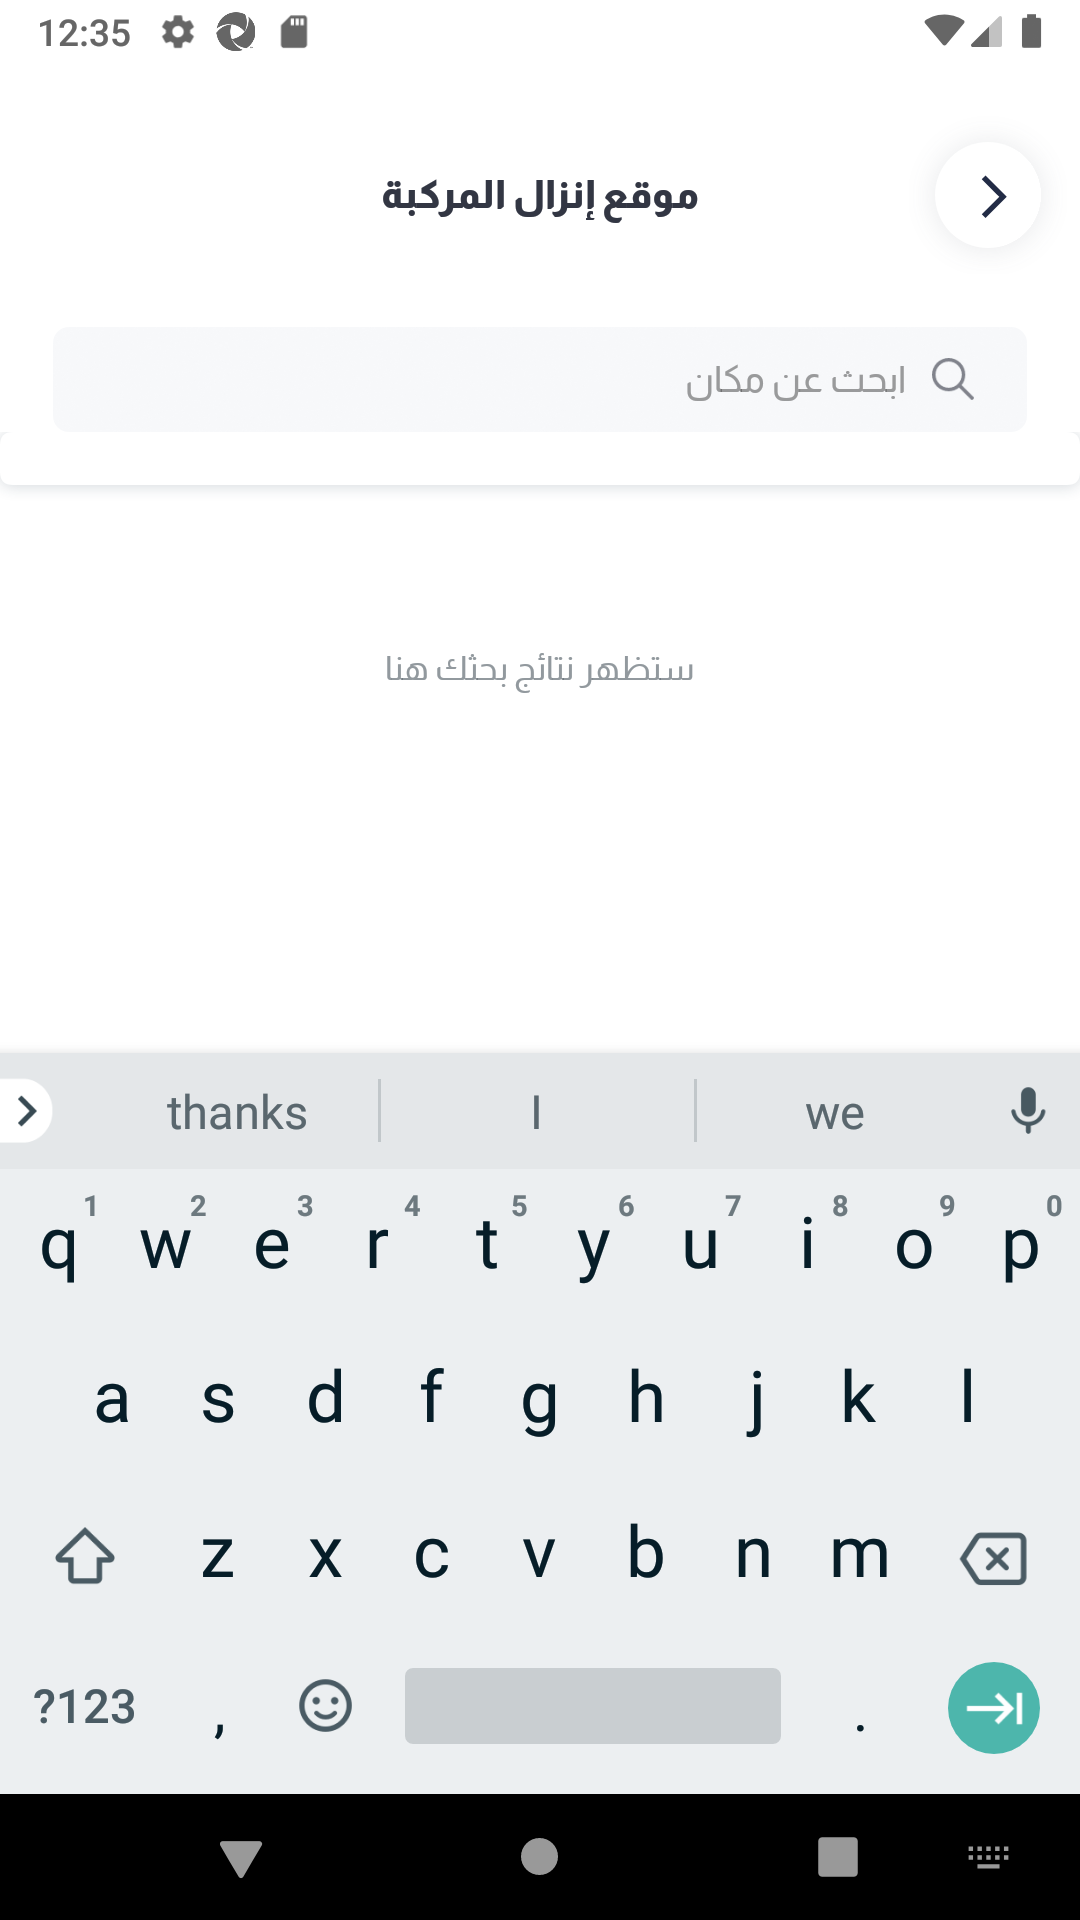 12:35
موقع إنزال المركبة
ابحث عن مكان
ستظهر نتائج بحثك هنا
thanks I we
1 2 3 4 5 6 7 8 9 0
q w e r t y u i o p
a s d f g h j k l
z x c v b n m
?123 , .